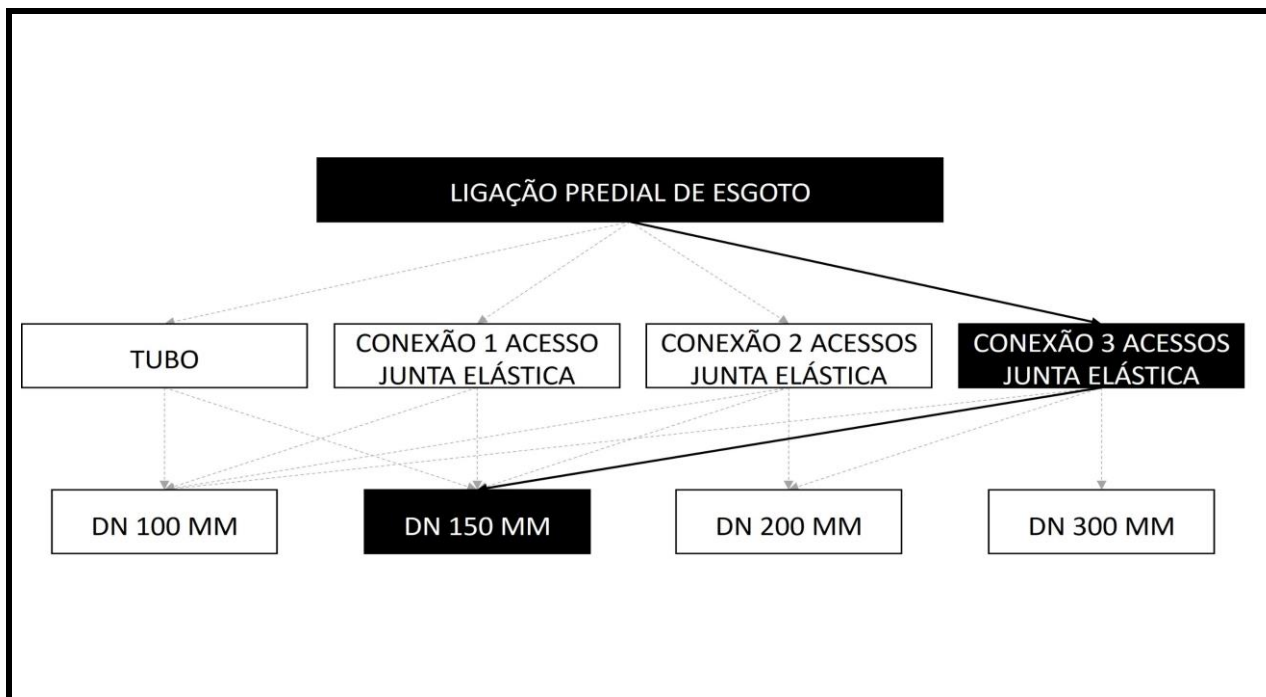 LIGAÇÃO PREDIAL DE ESGOTO
TUBO
CONEXÃO 1 ACESSO
JUNTA ELÁSTICA
CONEXÃO 2 ACESSOS
JUNTA ELÁSTICA
CONEXÃO 3 ACESSOS
JUNTA ELÁSTICA
DN 100 MM
DN 150 MM
DN 200 MM
DN 300 MM